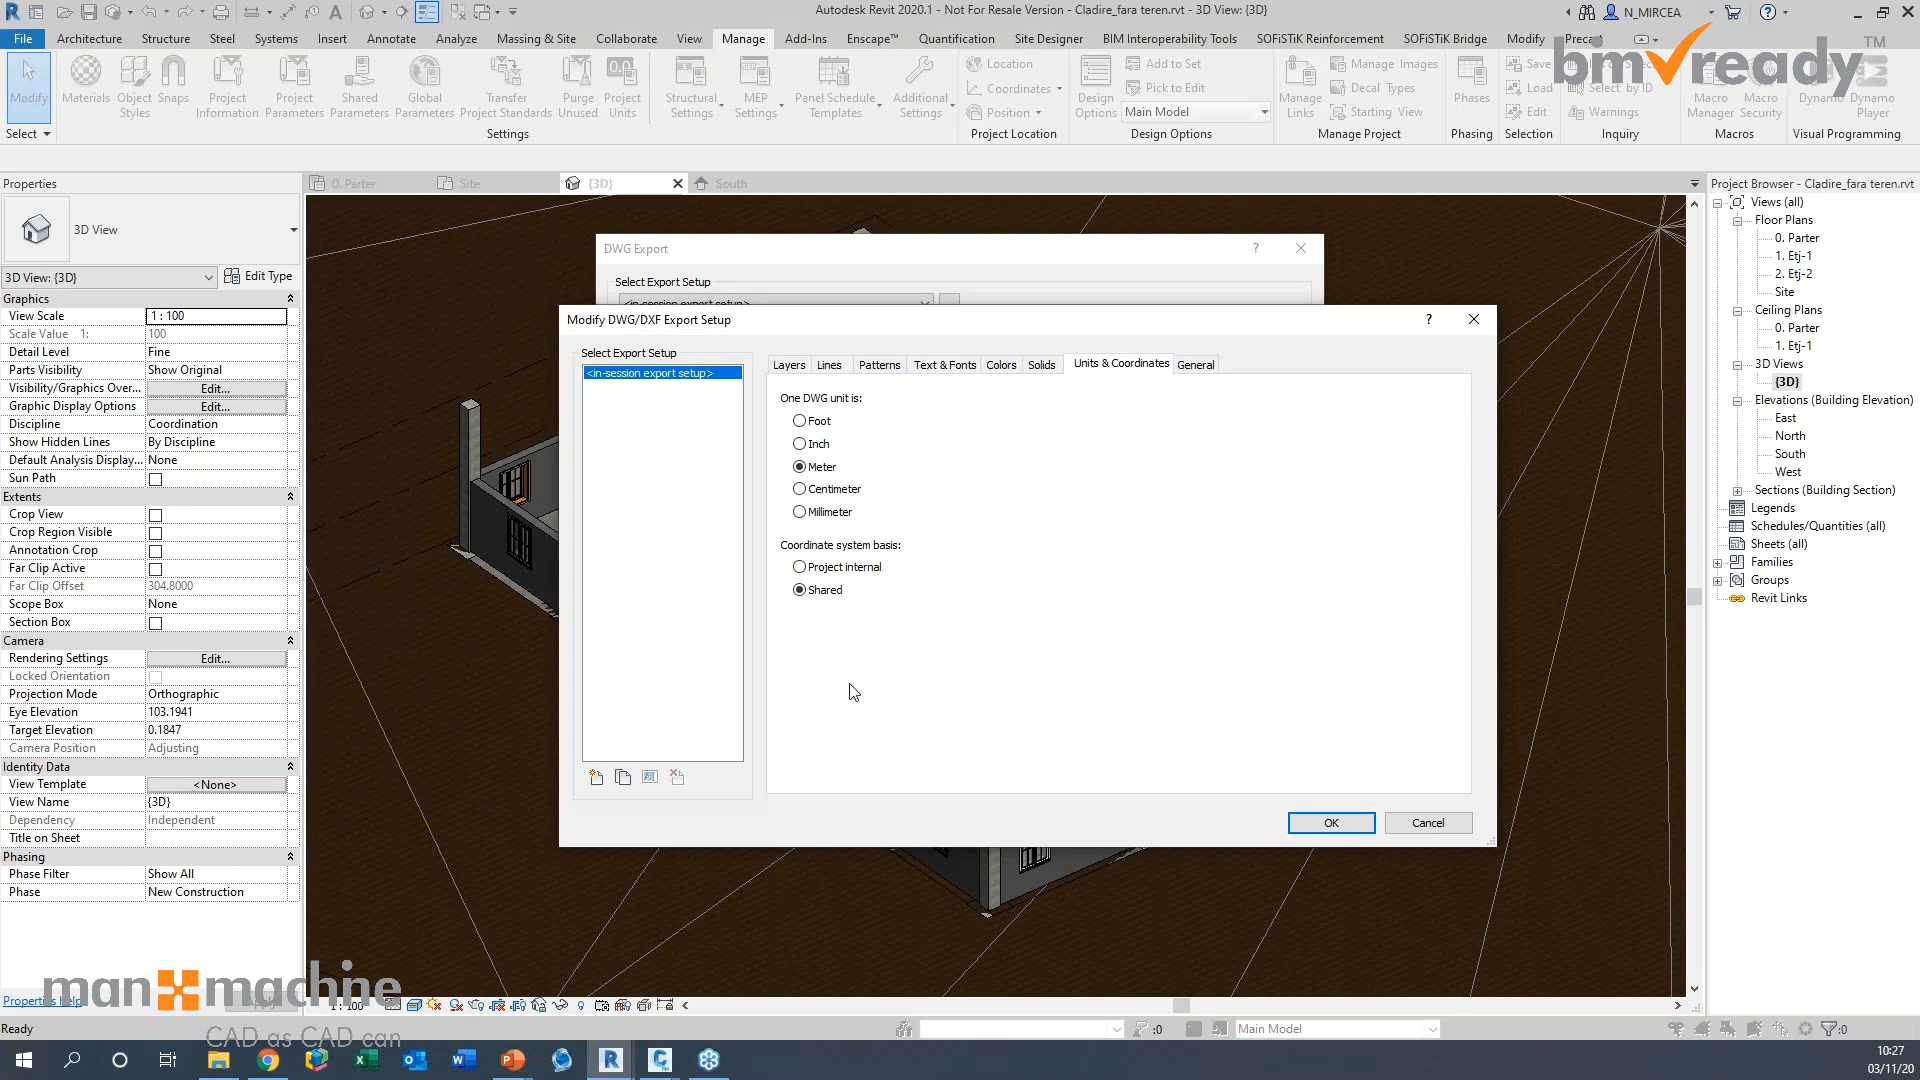 Autodesk Revit 2020.1 - Not For Resale Version - Cladire_fara teren.rvt - 3D View: {3D}
N_MIRCEA
File Architecture Structure Steel Systems Insert Annotate Analyze Massing & Site Collaborate View Manage Add-Ins Enscape™ Quantification Site Designer BIM Interoperability Tools SOFiSTiK Reinforcement SOFiSTiK Bridge Modify
bim ready TM
Modify
Materials
Object Styles
Snaps
Project Information
Project Parameters
Shared Parameters
Global Parameters
Transfer Project Standards
Purge Unused
Project Units
Structural Settings
MEP Settings
Panel Schedule Templates
Additional Settings
Location
Coordinates
Position
Design Options
Add to Set
Pick to Edit
Main Model
Manage Links
Manage Images
Decal Types
Starting View
Phases
Save
Load
Edit
Select by ID
Warnings
Macro Manager
Macro Security
Dynamo
Dynamo Player
Select
Settings
Project Location
Design Options
Manage Project
Phasing
Selection
Inquiry
Macros
Visual Programming
Properties
0. Parter
Site
{3D}
South
Project Browser - Cladire_fara teren.rvt
3D View
3D View: {3D}
Edit Type
Graphics
View Scale 1 : 100
Scale Value 1: 100
Detail Level Fine
Parts Visibility Show Original
Visibility/Graphics Over... Edit...
Graphic Display Options Edit...
Discipline Coordination
Show Hidden Lines By Discipline
Default Analysis Display... None
Sun Path
Extents
Crop View
Crop Region Visible
Annotation Crop
Far Clip Active
Far Clip Offset 304.8000
Scope Box None
Section Box
Camera
Rendering Settings Edit...
Locked Orientation
Projection Mode Orthographic
Eye Elevation 103.1941
Target Elevation 0.1847
Camera Position Adjusting
Identity Data
View Template <None>
View Name {3D}
Dependency Independent
Title on Sheet
Phasing
Phase Filter Show All
Phase New Construction
Properties help
man machine
CAD as CAD can
DWG Export
Select Export Setup
<in-session export setup>
Modify DWG/DXF Export Setup
Select Export Setup
<in-session export setup>
Layers Lines Patterns Text & Fonts Colors Solids Units & Coordinates General
One DWG unit is:
Foot
Inch
Meter
Centimeter
Millimeter
Coordinate system basis:
Project internal
Shared
OK
Cancel
Views (all)
Floor Plans
0. Parter
1. Etj-1
2. Etj-2
Site
Ceiling Plans
0. Parter
1. Etj-1
3D Views
{3D}
Elevations (Building Elevation)
East
North
South
West
Sections (Building Section)
Legends
Schedules/Quantities (all)
Sheets (all)
Families
Groups
Revit Links
1 : 100
Ready
:0
Main Model
:0
10:27
03/11/20